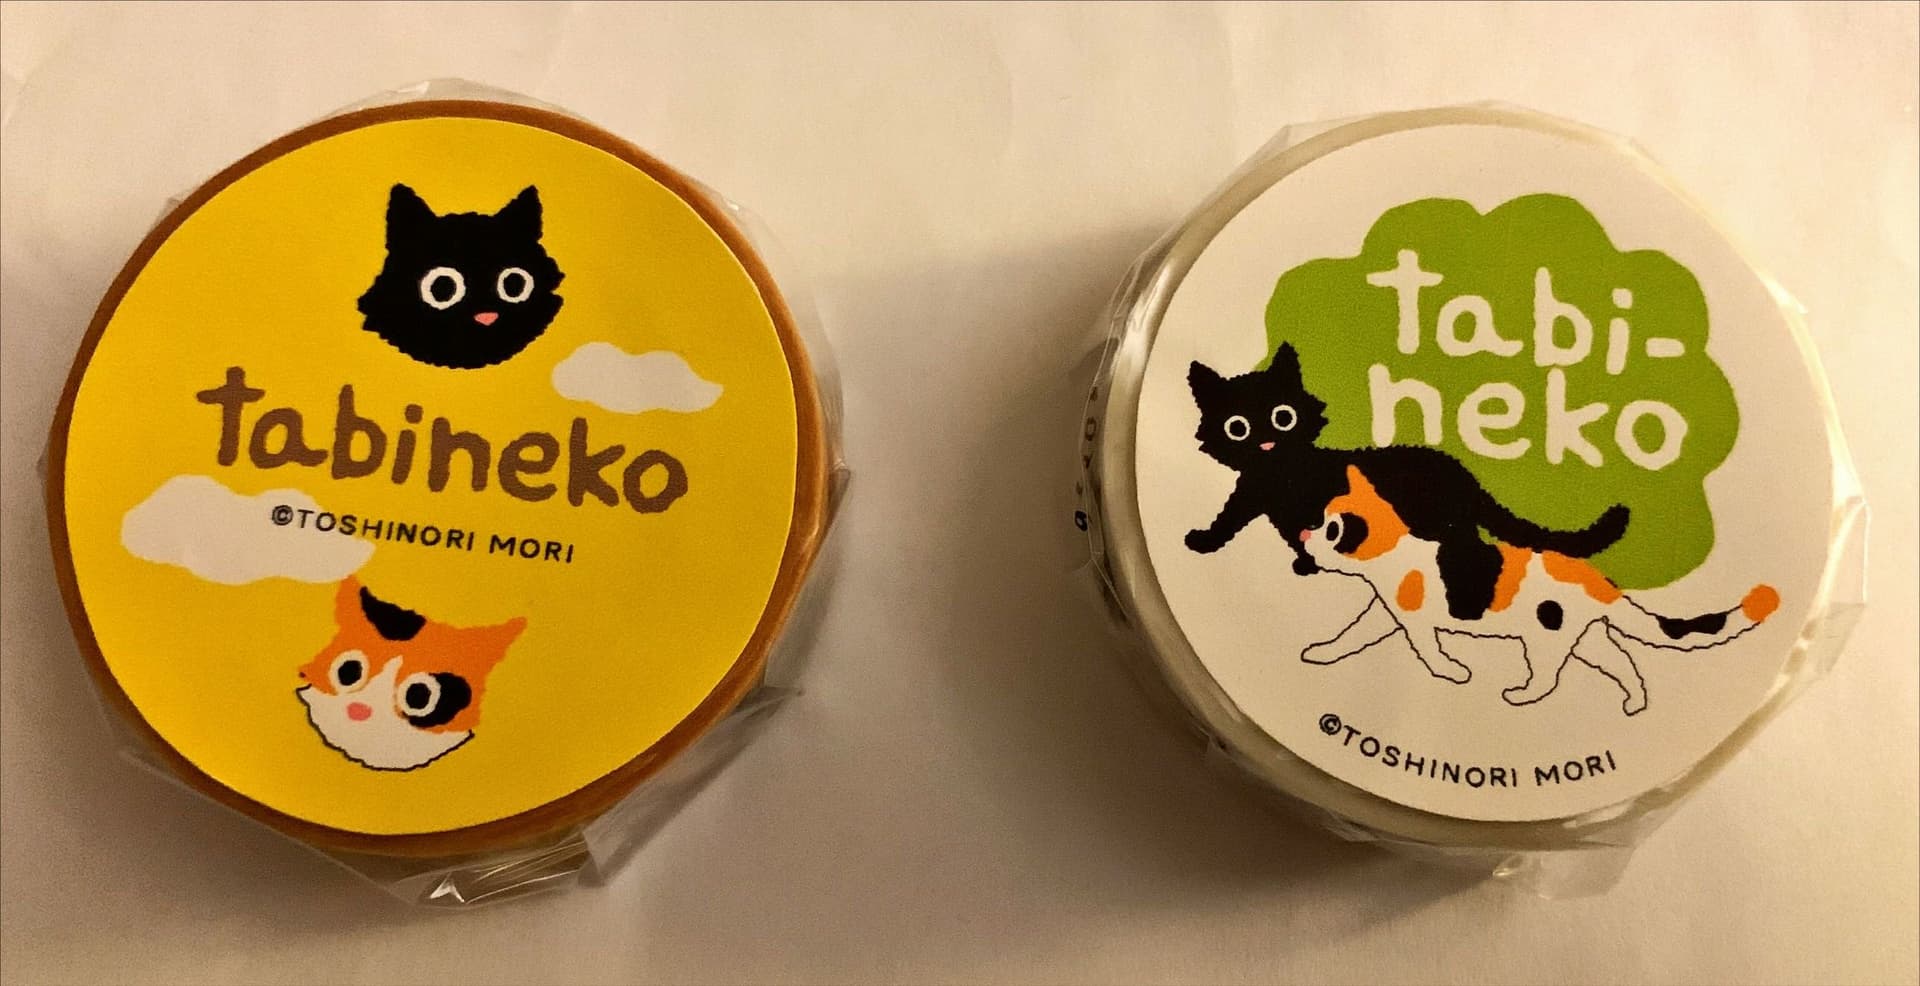 tabineko
©TOSHINORI MORI
tabi-
neko
©TOSHINORI MORI